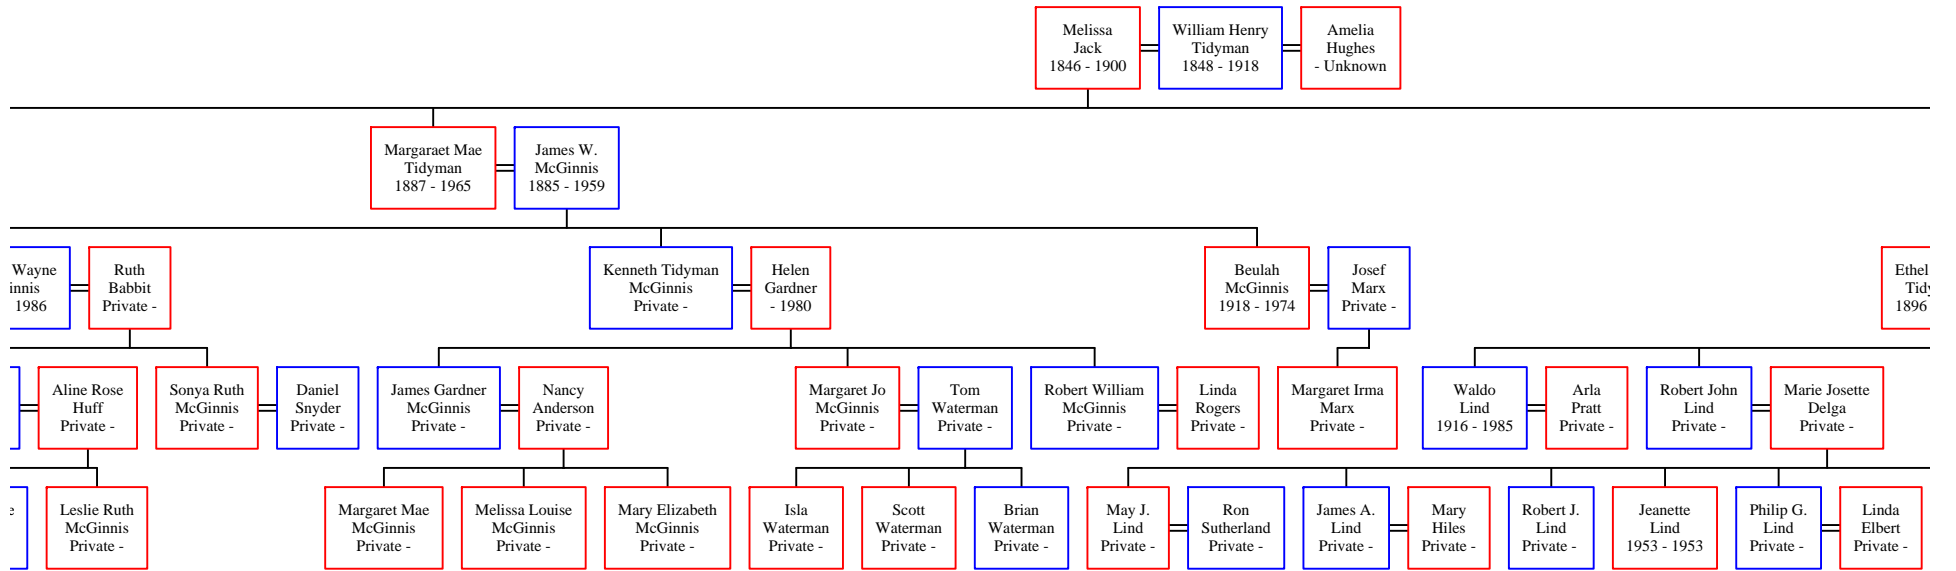 Melissa
Jack
1846 - 1900
William Henry
Tidyman
1848 - 1918
Amelia
Hughes
- Unknown
Margaraet Mae
Tidyman
1887 - 1965
James W.
McGinnis
1885 - 1959
Wayne
innis
1986
Ruth
Babbit
Private -
Kenneth Tidyman
McGinnis
Private -
Helen
Gardner
- 1980
Beulah
McGinnis
1918 - 1974
Josef
Marx
Private -
Ethel
Tidy
1896
Aline Rose
Huff
Private -
Sonya Ruth
McGinnis
Private -
Daniel
Snyder
Private -
James Gardner
McGinnis
Private -
Nancy
Anderson
Private -
Margaret Jo
McGinnis
Private -
Tom
Waterman
Private -
Robert William
McGinnis
Private -
Linda
Rogers
Private -
Margaret Irma
Marx
Private -
Waldo
Lind
1916 - 1985
Arla
Pratt
Private -
Robert John
Lind
Private -
Marie Josette
Delga
Private -
e
Leslie Ruth
McGinnis
Private -
Margaret Mae
McGinnis
Private -
Melissa Louise
McGinnis
Private -
Mary Elizabeth
McGinnis
Private -
Isla
Waterman
Private -
Scott
Waterman
Private -
Brian
Waterman
Private -
May J.
Lind
Private -
Ron
Sutherland
Private -
James A.
Lind
Private -
Mary
Hiles
Private -
Robert J.
Lind
Private -
Jeanette
Lind
1953 - 1953
Philip G.
Lind
Private -
Linda
Elbert
Private -